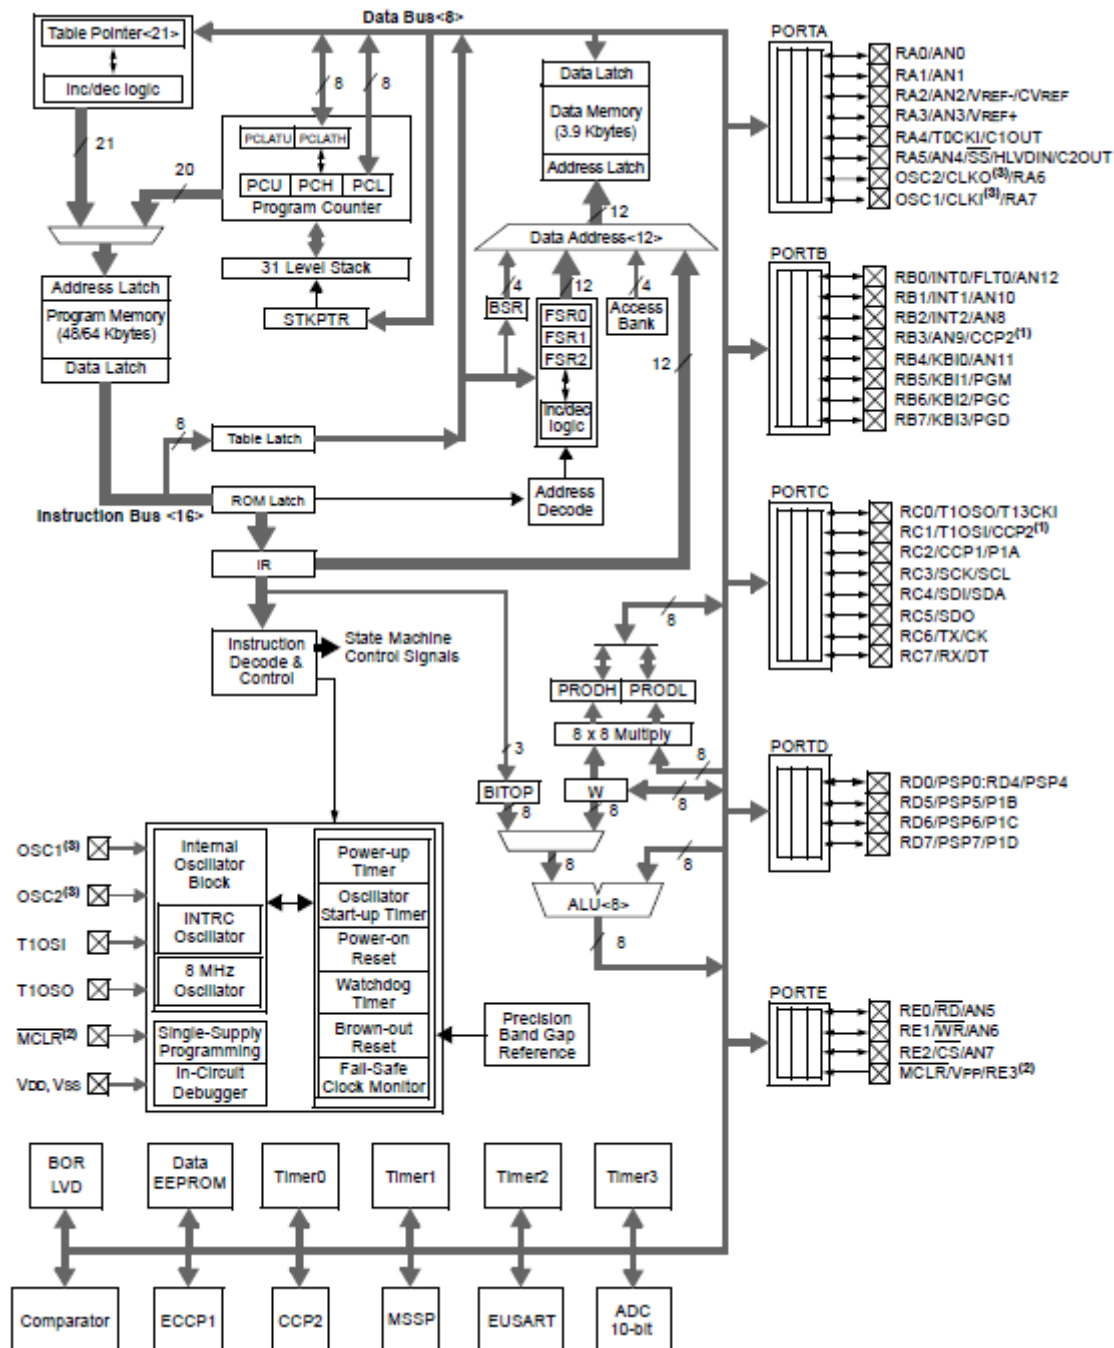 Data Bus<8>
Table Pointer<21>
Inc/dec logic
21
20
8
8
PCLATU PCLATH
PCU PCH PCL
Program Counter
31 Level Stack
STKPTR
Address Latch
Program Memory
(48/64 Kbytes)
Data Latch
8
Table Latch
ROM Latch
Instruction Bus <16>
IR
Instruction
Decode &
Control
State Machine
Control Signals
Data Latch
Data Memory
(3.9 Kbytes)
Address Latch
12
Data Address<12>
4
12
4
BSR
FSR0
FSR1
FSR2
Inc/dec
logic
Access
Bank
12
Address
Decode
8
PRODH PRODL
8 x 8 Multiply
8
3
BITOP
W
8
8
8
8
8
ALU<8>
8
PORTA
RA0/AN0
RA1/AN1
RA2/AN2/VREF-/CVREF
RA3/AN3/VREF+
RA4/T0CKI/C1OUT
RA5/AN4/SS/HLVDIN/C2OUT
OSC2/CLKO(3)/RA6
OSC1/CLKI(3)/RA7
PORTB
RB0/INT0/FLT0/AN12
RB1/INT1/AN10
RB2/INT2/AN8
RB3/AN9/CCP2(1)
RB4/KBI0/AN11
RB5/KBI1/PGM
RB6/KBI2/PGC
RB7/KBI3/PGD
PORTC
RC0/T1OSO/T13CKI
RC1/T1OSI/CCP2(1)
RC2/CCP1/P1A
RC3/SCK/SCL
RC4/SDI/SDA
RC5/SDO
RC6/TX/CK
RC7/RX/DT
PORTD
RD0/PSP0:RD4/PSP4
RD5/PSP5/P1B
RD6/PSP6/P1C
RD7/PSP7/P1D
PORTE
RE0/RD/AN5
RE1/WR/AN6
RE2/CS/AN7
MCLR/VPP/RE3(2)
OSC1(3)
OSC2(3)
T1OSI
T1OSO
MCLR(2)
VDD, VSS
Internal
Oscillator
Block
INTRC
Oscillator
8 MHz
Oscillator
Single-Supply
Programming
In-Circuit
Debugger
Power-up
Timer
Oscillator
Start-up Timer
Power-on
Reset
Watchdog
Timer
Brown-out
Reset
Fail-Safe
Clock Monitor
Precision
Band Gap
Reference
BOR
LVD
Data
EEPROM
Timer0
Timer1
Timer2
Timer3
Comparator
ECCP1
CCP2
MSSP
EUSART
ADC
10-bit